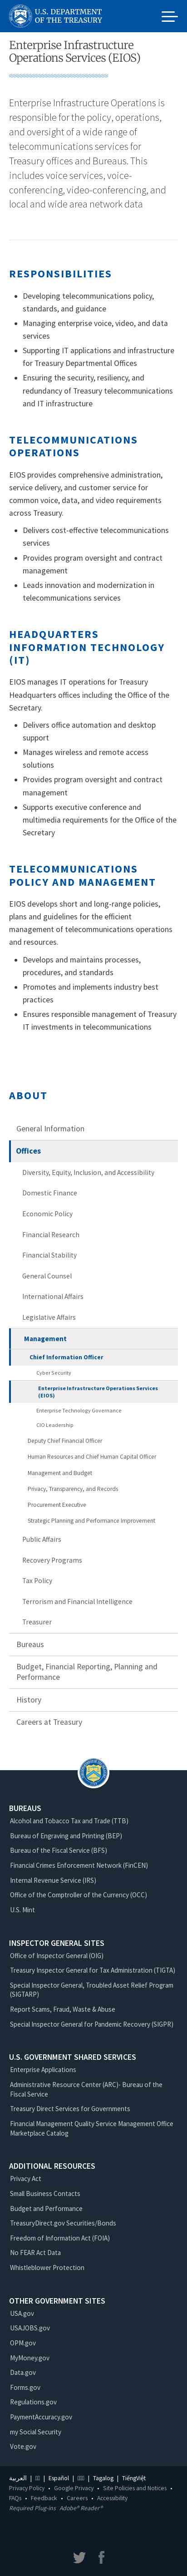 U.S. DEPARTMENT
OF THE TREASURY
Enterprise Infrastructure
Operations Services (EIOS)
Enterprise Infrastructure Operations is
responsible for the policy, operations,
and oversight of a wide range of
telecommunications services for
Treasury offices and Bureaus. This
includes voice services, voice-
conferencing, video-conferencing, and
local and wide area network data
RESPONSIBILITIES
• Developing telecommunications policy,
standards, and guidance
• Managing enterprise voice, video, and data
services
• Supporting IT applications and infrastructure
for Treasury Departmental Offices
• Ensuring the security, resiliency, and
redundancy of Treasury telecommunications
and IT infrastructure
TELECOMMUNICATIONS
OPERATIONS
EIOS provides comprehensive administration,
service delivery, and customer service for
common voice, data, and video requirements
across Treasury.
• Delivers cost-effective telecommunications
services
• Provides program oversight and contract
management
• Leads innovation and modernization in
telecommunications services
HEADQUARTERS
INFORMATION TECHNOLOGY
(IT)
EIOS manages IT operations for Treasury
Headquarters offices including the Office of the
Secretary.
• Delivers office automation and desktop
support
• Manages wireless and remote access
solutions
• Provides program oversight and contract
management
• Supports executive conference and
multimedia requirements for the Office of the
Secretary
TELECOMMUNICATIONS
POLICY AND MANAGEMENT
EIOS develops short and long-range policies,
plans and guidelines for the efficient
management of telecommunications operations
and resources.
• Develops and maintains processes,
procedures, and standards
• Promotes and implements industry best
practices
• Ensures responsible management of Treasury
IT investments in telecommunications
ABOUT
General Information
Offices
Diversity, Equity, Inclusion, and Accessibility
Domestic Finance
Economic Policy
Financial Research
Financial Stability
General Counsel
International Affairs
Legislative Affairs
Management
Chief Information Officer
Cyber Security
Enterprise Infrastructure Operations Services
(EIOS)
Enterprise Technology Governance
CIO Leadership
Deputy Chief Financial Officer
Human Resources and Chief Human Capital Officer
Management and Budget
Privacy, Transparency, and Records
Procurement Executive
Strategic Planning and Performance Improvement
Public Affairs
Recovery Programs
Tax Policy
Terrorism and Financial Intelligence
Treasurer
Bureaus
Budget, Financial Reporting, Planning and
Performance
History
Careers at Treasury
BUREAUS
Alcohol and Tobacco Tax and Trade (TTB)
Bureau of Engraving and Printing (BEP)
Bureau of the Fiscal Service (BFS)
Financial Crimes Enforcement Network (FinCEN)
Internal Revenue Service (IRS)
Office of the Comptroller of the Currency (OCC)
U.S. Mint
INSPECTOR GENERAL SITES
Office of Inspector General (OIG)
Treasury Inspector General for Tax Administration (TIGTA)
Special Inspector General, Troubled Asset Relief Program
(SIGTARP)
Report Scams, Fraud, Waste & Abuse
Special Inspector General for Pandemic Recovery (SIGPR)
U.S. GOVERNMENT SHARED SERVICES
Enterprise Applications
Administrative Resource Center (ARC)- Bureau of the
Fiscal Service
Treasury Direct Services for Governments
Financial Management Quality Service Management Office
Marketplace Catalog
ADDITIONAL RESOURCES
Privacy Act
Small Business Contacts
Budget and Performance
TreasuryDirect.gov Securities/Bonds
Freedom of Information Act (FOIA)
No FEAR Act Data
Whistleblower Protection
OTHER GOVERNMENT SITES
USA.gov
USAJOBS.gov
OPM.gov
MyMoney.gov
Data.gov
Forms.gov
Regulations.gov
PaymentAccuracy.gov
my Social Security
Vote.gov
العربية | | Español | | Tagalog | TiếngViệt
Privacy Policy • Google Privacy • Site Policies and Notices •
FAQs • Feedback • Careers • Accessibility
Required Plug-ins Adobe® Reader®